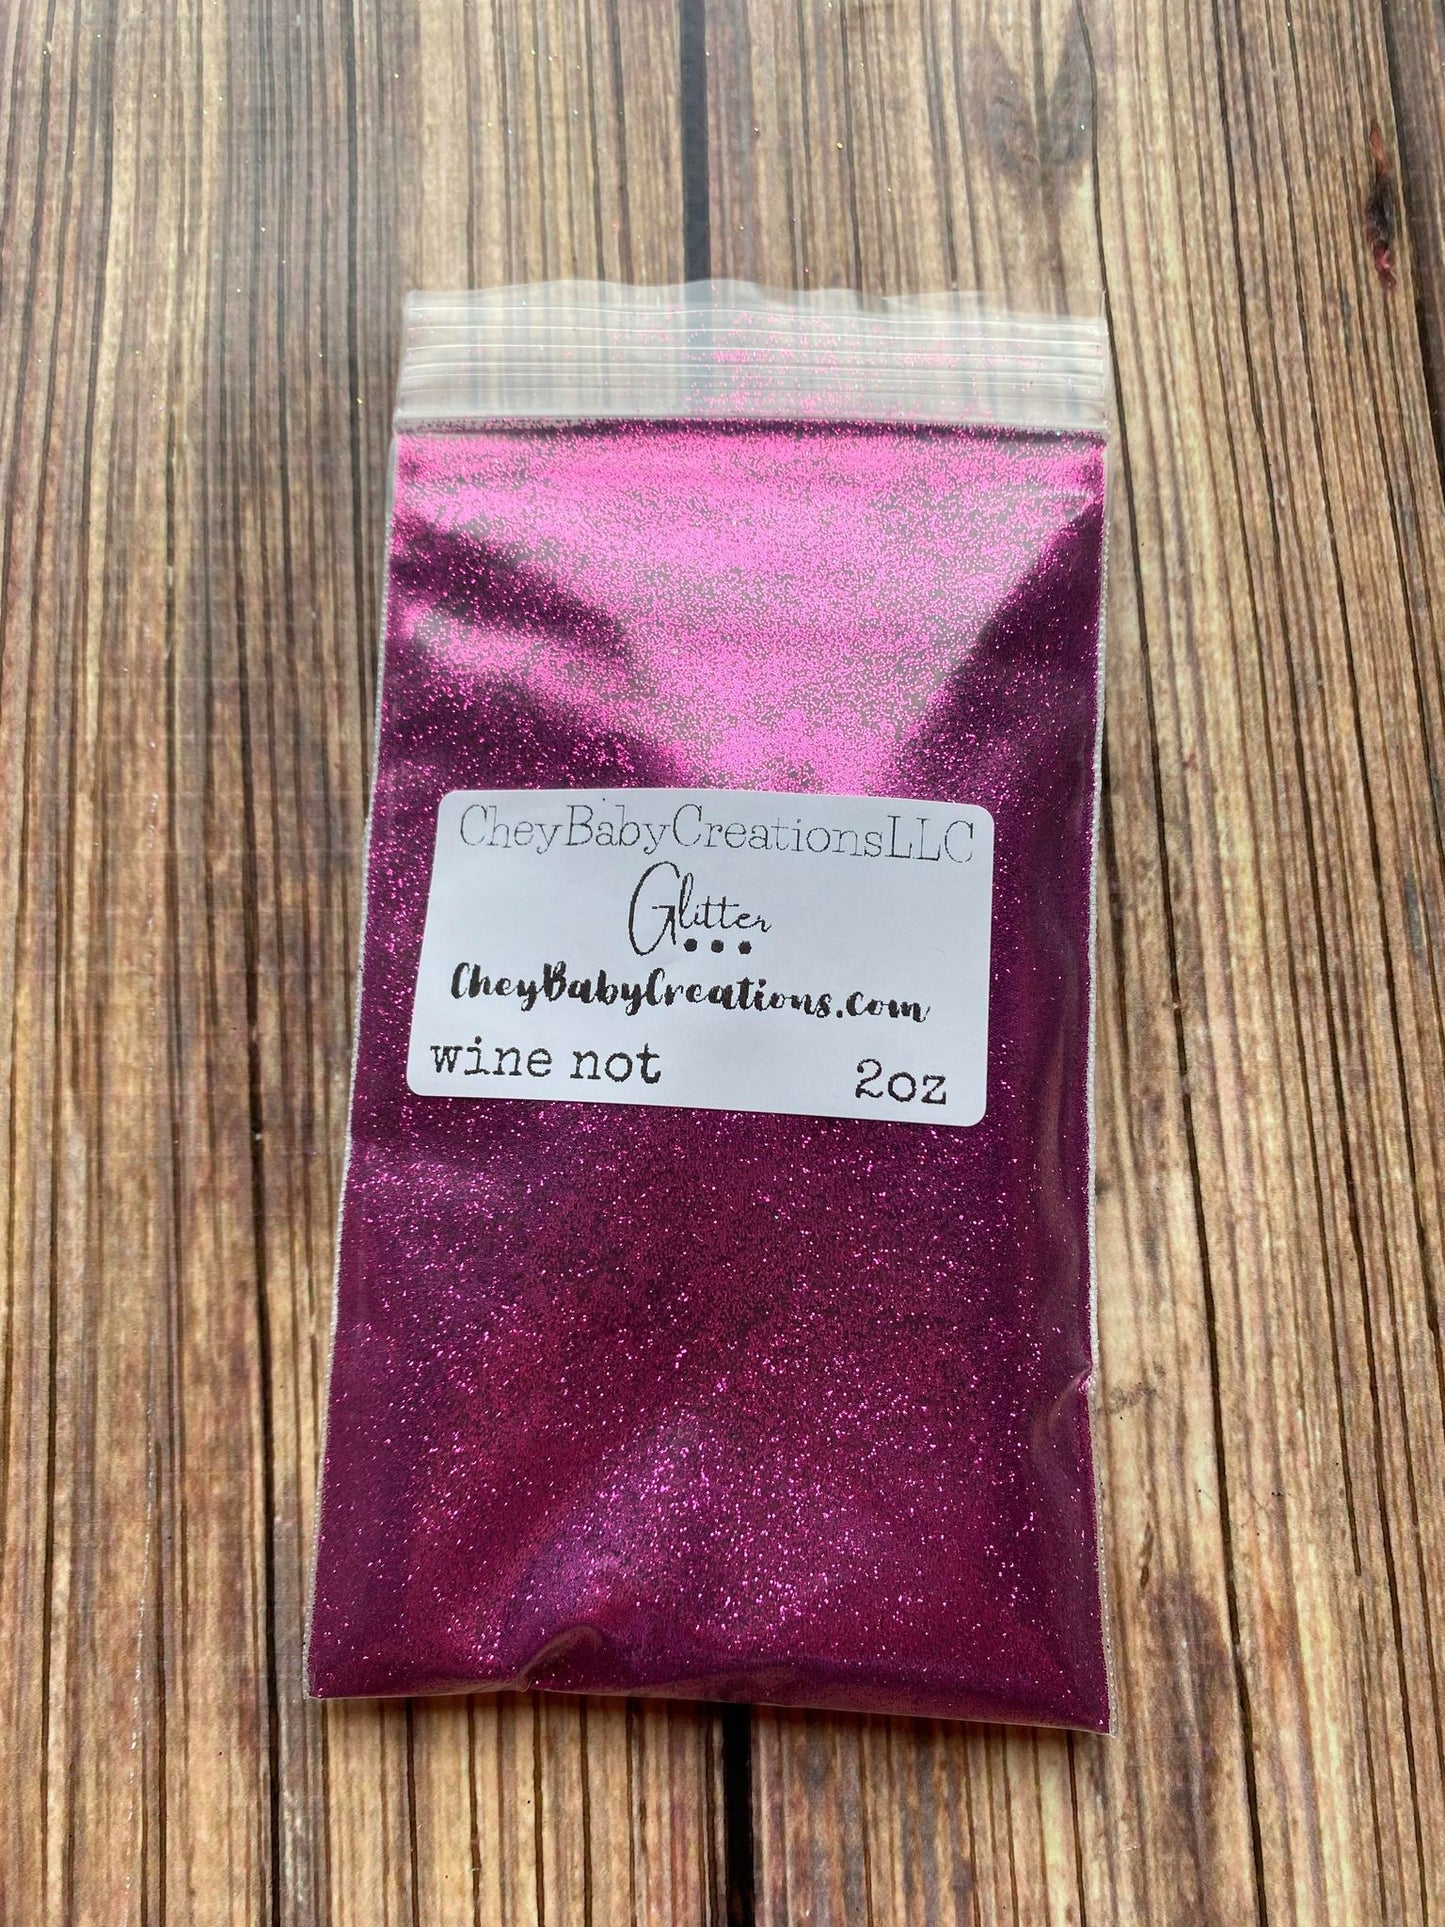 CheyBabyCreationsLLC
Glitter
CheyBabyCreations.com
wine not 2oz